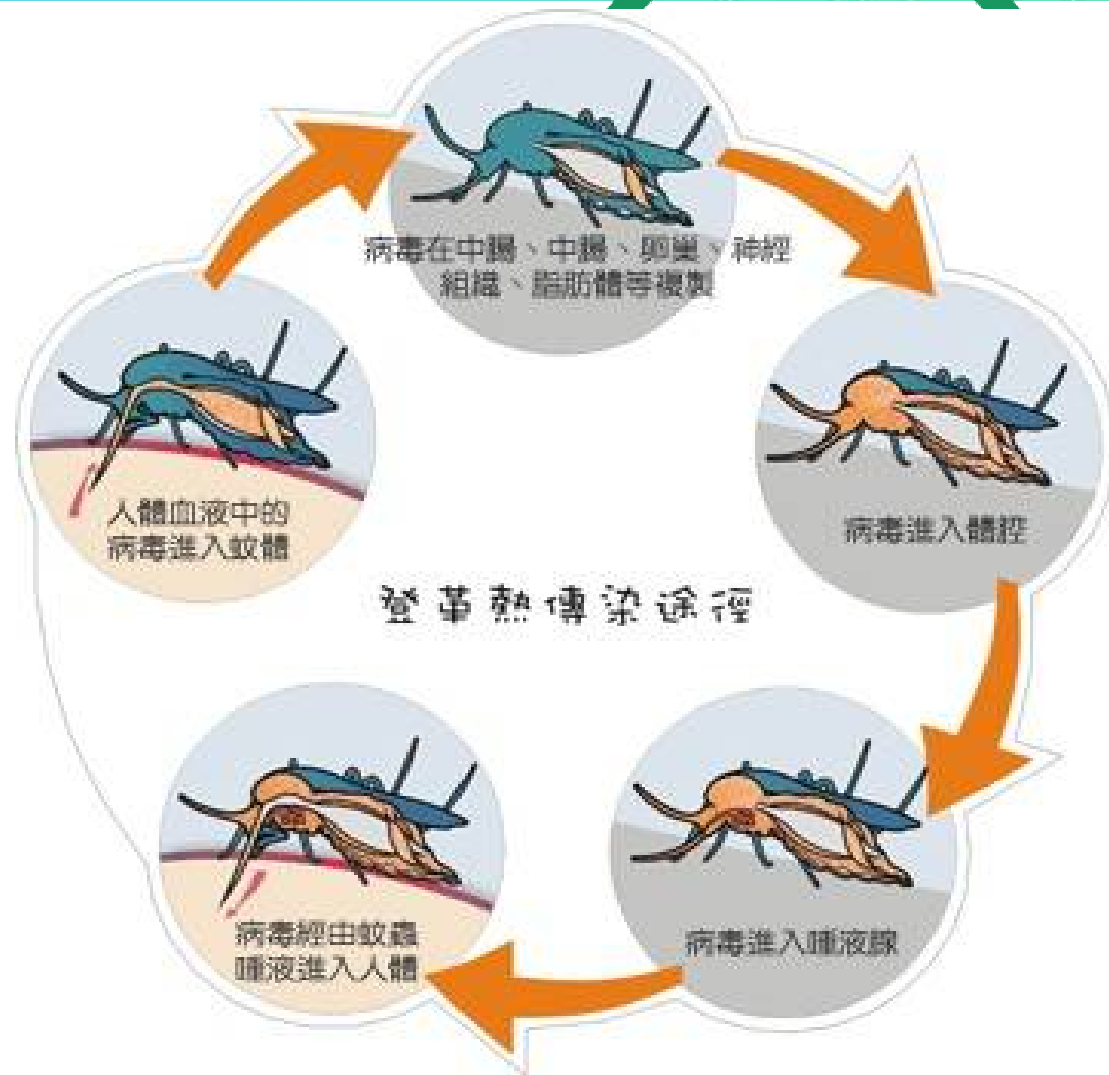 病毒在中腸、中腸、卵巢、神經
組織、脂肪體等複製
人體血液中的
病毒進入蚊體
病毒進入體腔
登革熱傳染途徑
病毒經由蚊蟲
唾液進入人體
病毒進入唾液腺